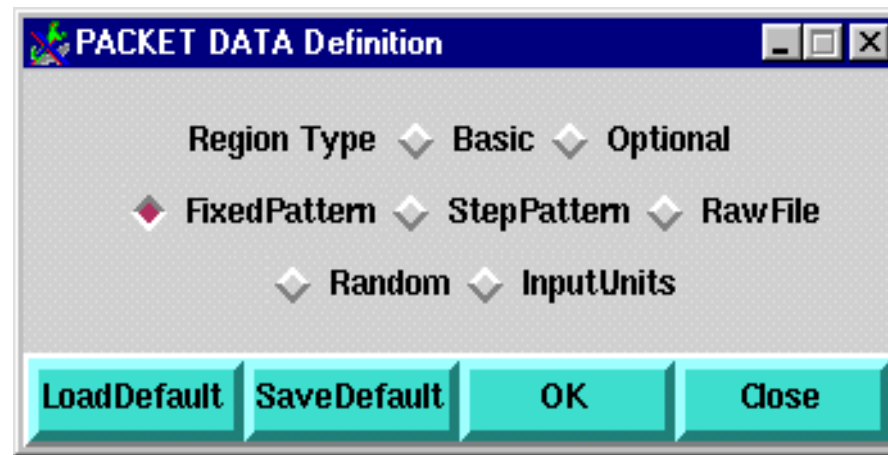 PACKET DATA Definition
Region Type Basic Optional
FixedPattern StepPattern RawFile
Random InputUnits
LoadDefault SaveDefault OK Close